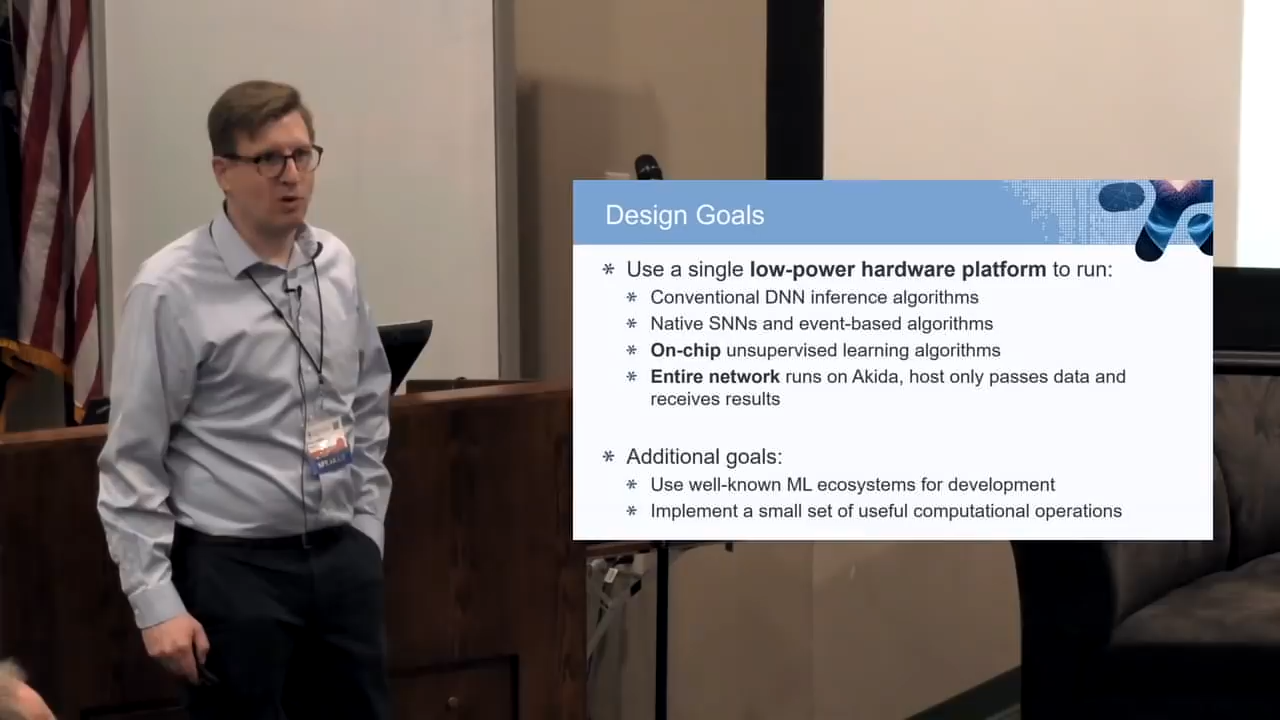 Design Goals
* Use a single low-power hardware platform to run:
* Conventional DNN inference algorithms
* Native SNNs and event-based algorithms
* On-chip unsupervised learning algorithms
* Entire network runs on Akida, host only passes data and
receives results
* Additional goals:
* Use well-known ML ecosystems for development
* Implement a small set of useful computational operations